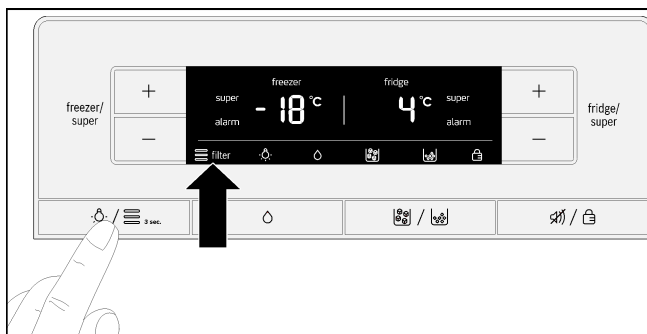 freezer/
super
+
−
freezer
super
alarm
-18 °C
fridge
4 °C
super
alarm
filter
+
−
fridge/
super
/
3 sec.
/
/